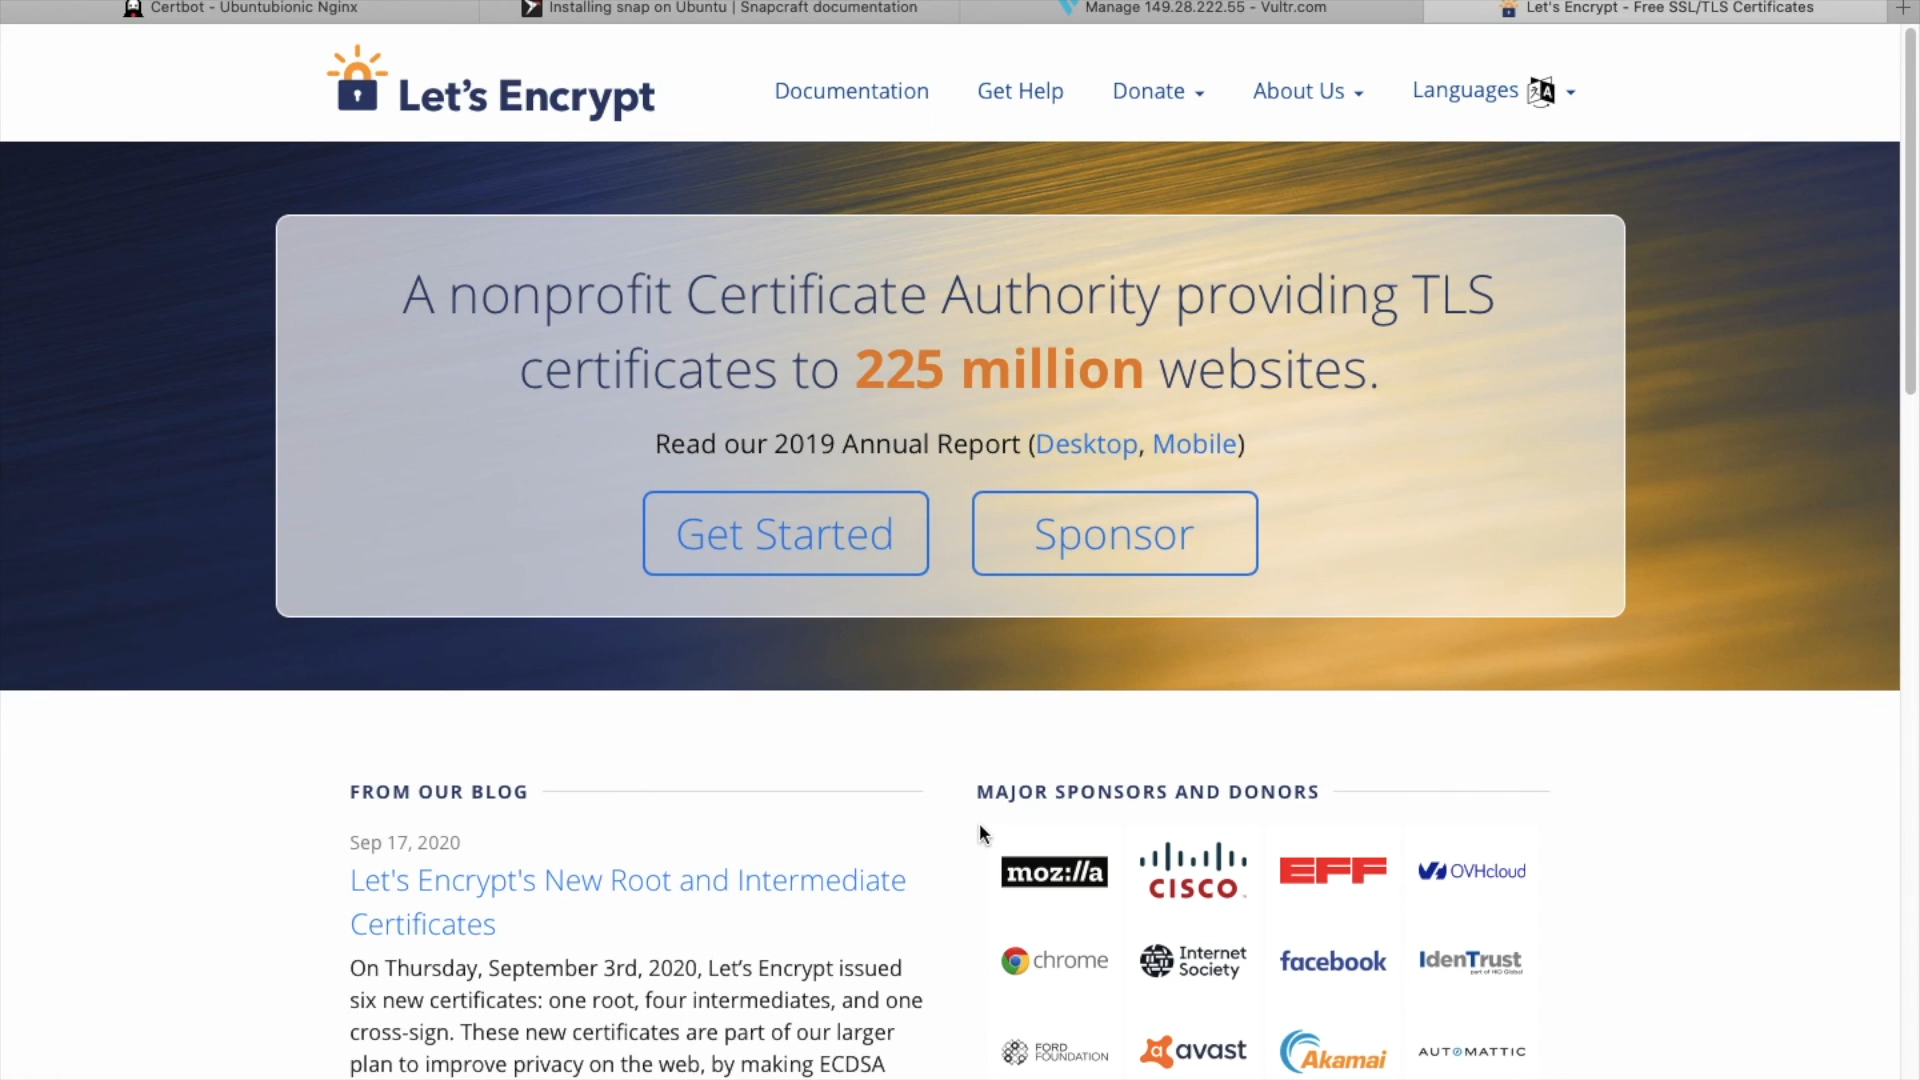 Certbot - Ubuntubionic Nginx
Installing snap on Ubuntu | Snapcraft documentation
Manage 149.28.222.55 - Vultr.com
Let's Encrypt - Free SSL/TLS Certificates
Let's Encrypt
Documentation
Get Help
Donate
About Us
Languages
A nonprofit Certificate Authority providing TLS
certificates to 225 million websites.
Read our 2019 Annual Report (Desktop, Mobile)
Get Started
Sponsor
FROM OUR BLOG
Sep 17, 2020
Let's Encrypt's New Root and Intermediate
Certificates
On Thursday, September 3rd, 2020, Let’s Encrypt issued
six new certificates: one root, four intermediates, and one
cross-sign. These new certificates are part of our larger
plan to improve privacy on the web, by making ECDSA
MAJOR SPONSORS AND DONORS
moz://a
CISCO
EFF
OVHcloud
chrome
Internet
Society
facebook
IdenTrust
part of HID Global
FORD
FOUNDATION
avast
Akamai
AUTOMATTIC